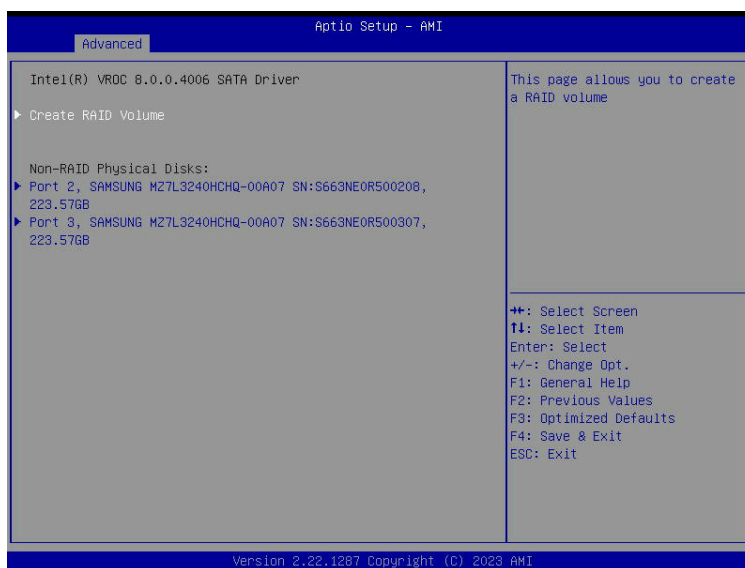 Aptio Setup – AMI
Advanced
Intel(R) VROC 8.0.0.4006 SATA Driver
▶ Create RAID Volume
Non-RAID Physical Disks:
▶ Port 2, SAMSUNG MZ7L3240HCHQ-00A07 SN:S663NE0R500208,
223.57GB
▶ Port 3, SAMSUNG MZ7L3240HCHQ-00A07 SN:S663NE0R500307,
223.57GB
This page allows you to create
a RAID volume
→←: Select Screen
↑↓: Select Item
Enter: Select
+/-: Change Opt.
F1: General Help
F2: Previous Values
F3: Optimized Defaults
F4: Save & Exit
ESC: Exit
Version 2.22.1287 Copyright (C) 2023 AMI